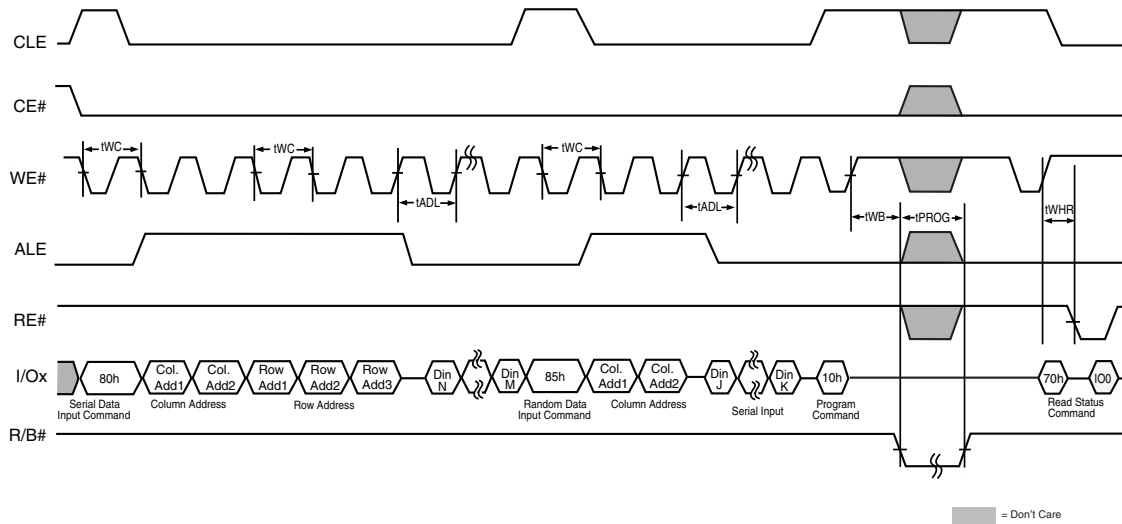 CLE
CE#
tWC
tWC
tWC
WE#
tADL
tADL
tWB
tPROG
tWHR
ALE
RE#
I/Ox
80h
Col. Add1
Col. Add2
Row Add1
Row Add2
Row Add3
Din N
Din M
85h
Col. Add1
Col. Add2
Din J
Din K
10h
70h
I00
Serial Data Input Command
Column Address
Row Address
Random Data Input Command
Column Address
Serial Input
Program Command
Read Status Command
R/B#
= Don't Care